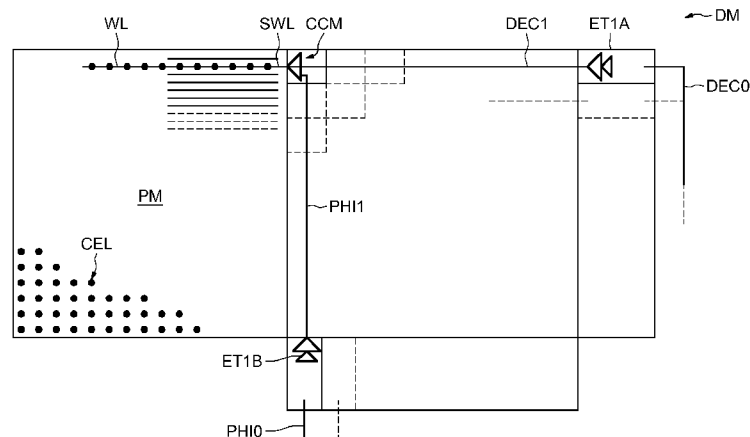 WL
SWL
CCM
DEC1
ET1A
DM
DEC0
PM
PHI1
CEL
ET1B
PHI0